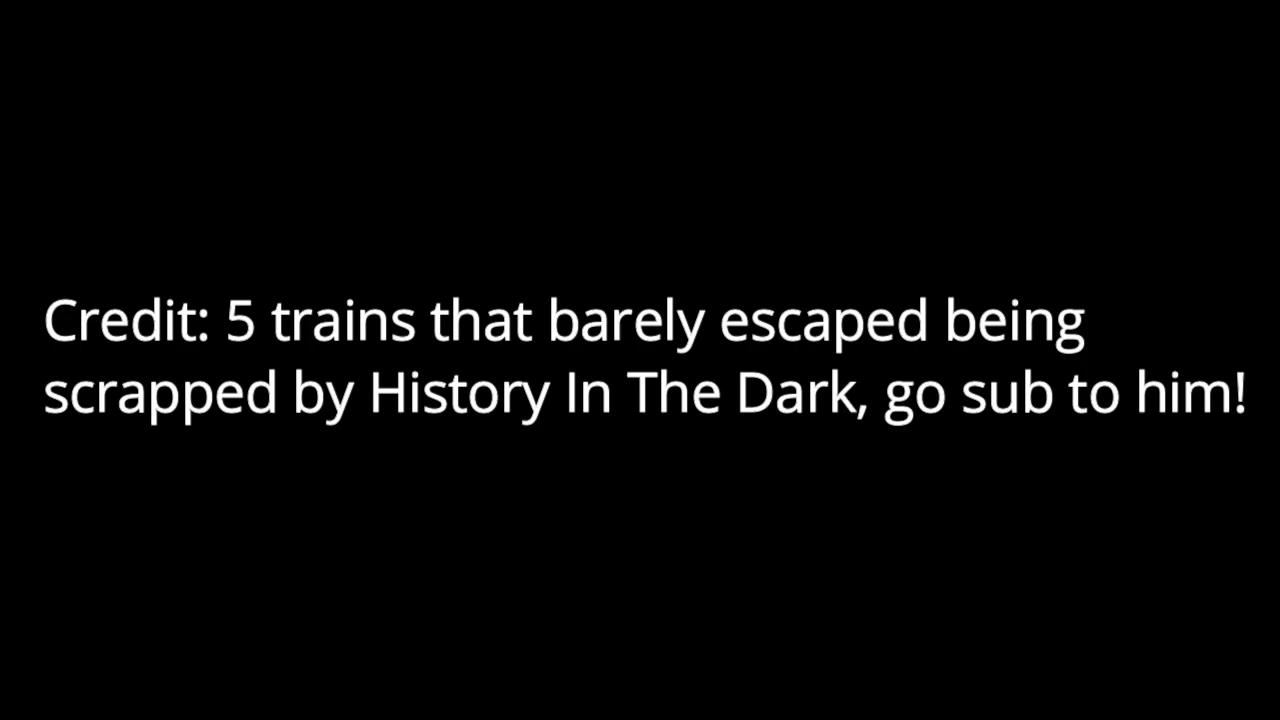 Credit: 5 trains that barely escaped being
scrapped by History In The Dark, go sub to him!